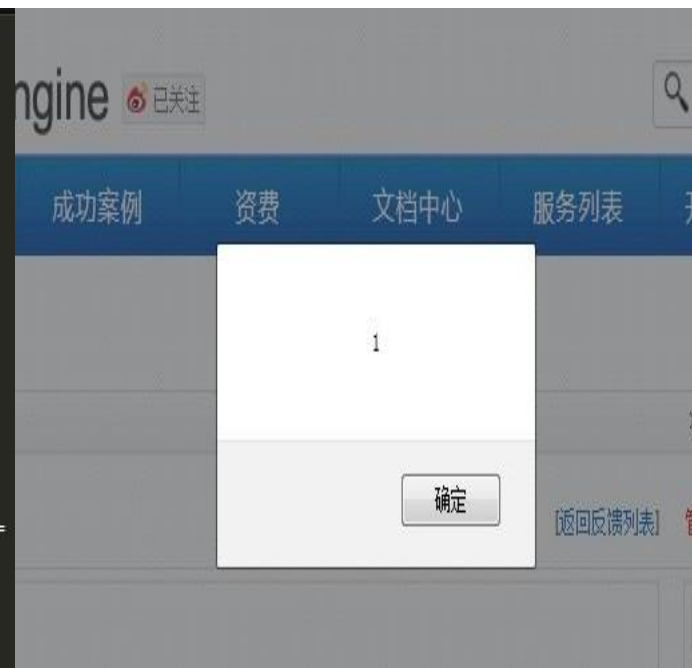 ngine 已关注
成功案例 资费 文档中心 服务列表
1
确定
=
[返回反馈列表]